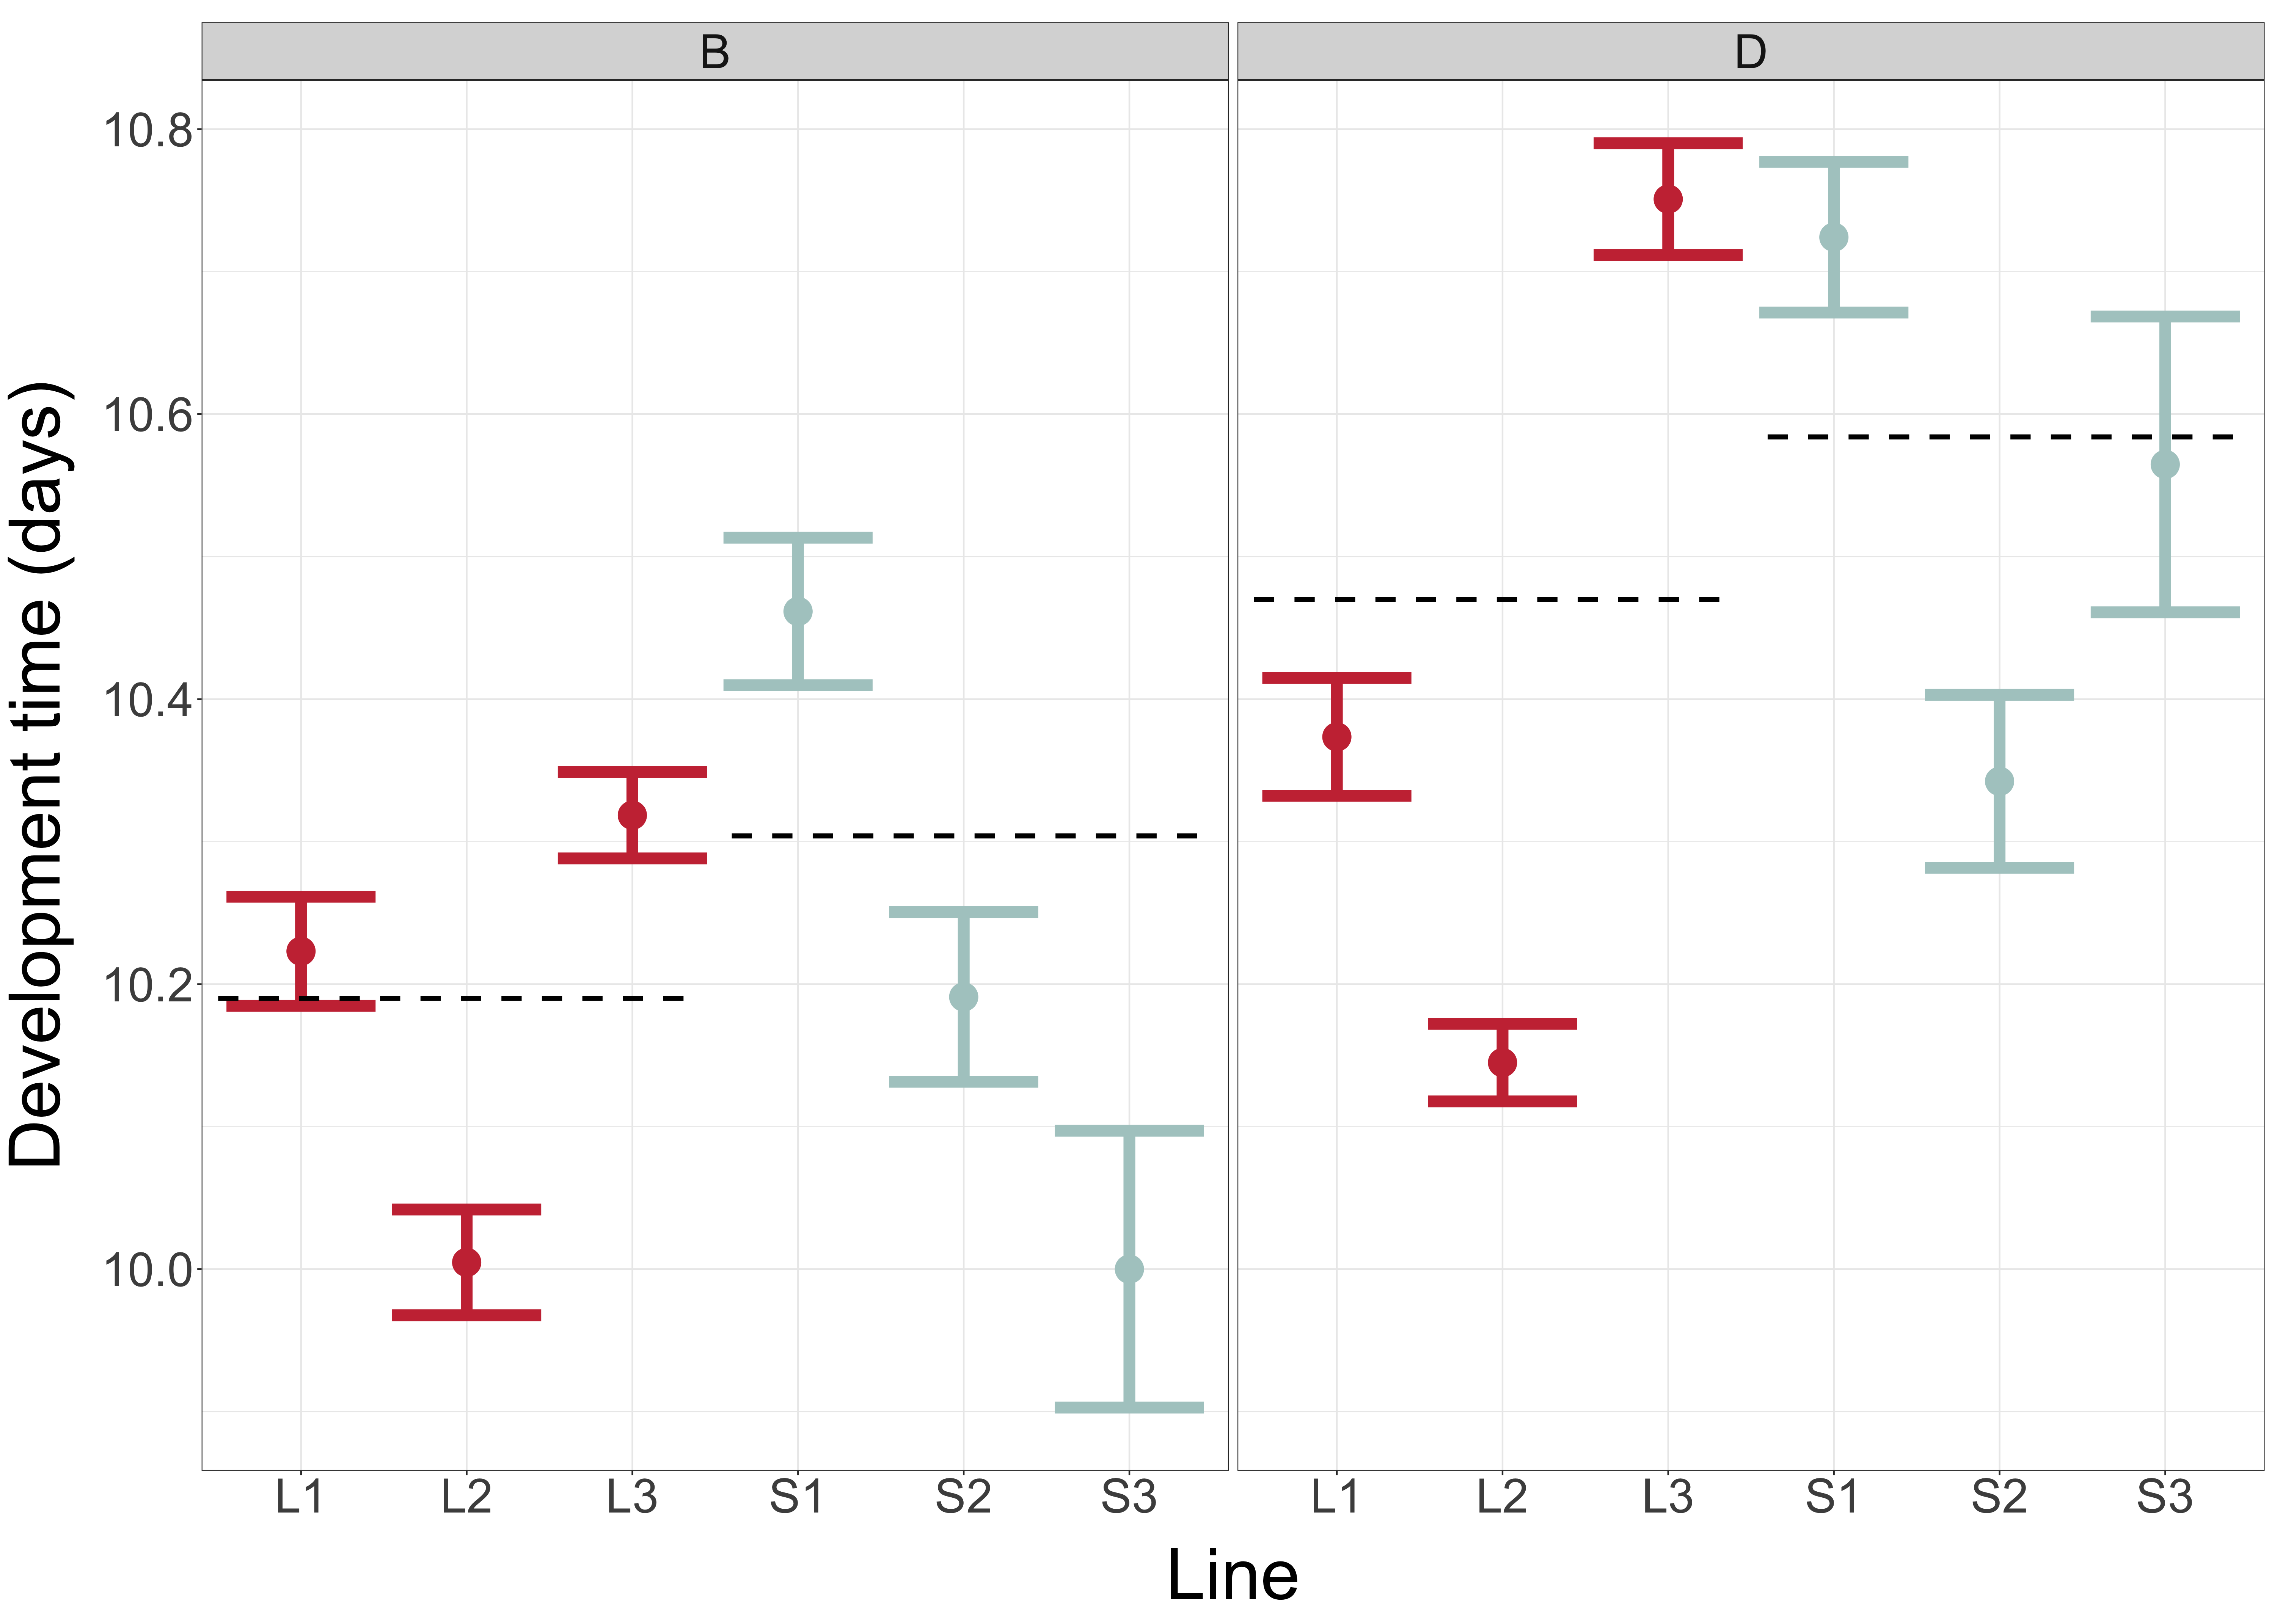 B
D
Development time (days)
10.8
10.6
10.4
10.2
10.0
L1 L2 L3 S1 S2 S3
L1 L2 L3 S1 S2 S3
Line